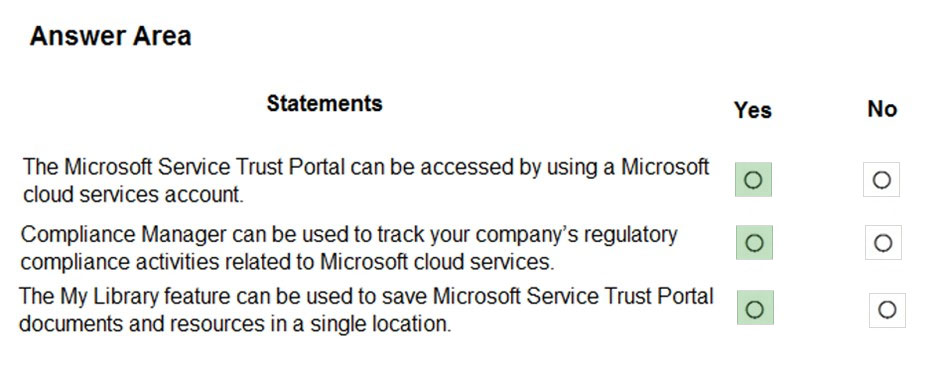 Answer Area
Statements
Yes
No
The Microsoft Service Trust Portal can be accessed by using a Microsoft
cloud services account.
Compliance Manager can be used to track your company’s regulatory
compliance activities related to Microsoft cloud services.
The My Library feature can be used to save Microsoft Service Trust Portal
documents and resources in a single location.